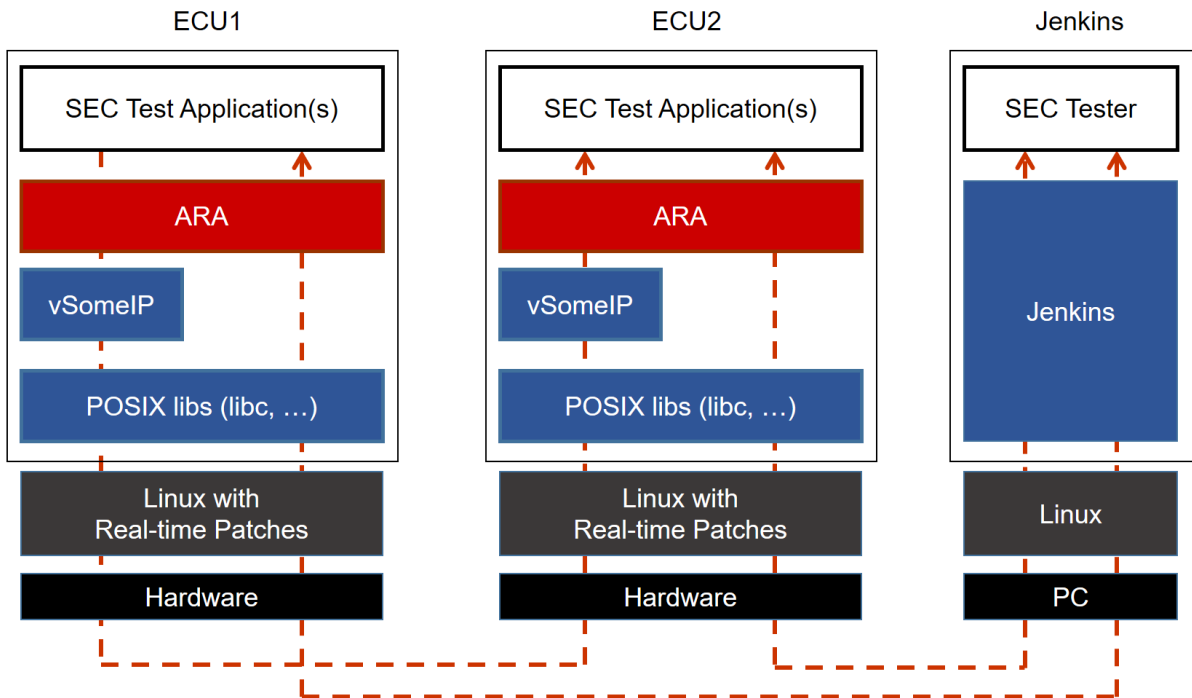 ECU1
ECU2
Jenkins
SEC Test Application(s)
SEC Test Application(s)
SEC Tester
ARA
ARA
vSomeIP
vSomeIP
Jenkins
POSIX libs (libc, …)
POSIX libs (libc, …)
Linux with
Real-time Patches
Linux with
Real-time Patches
Linux
Hardware
Hardware
PC